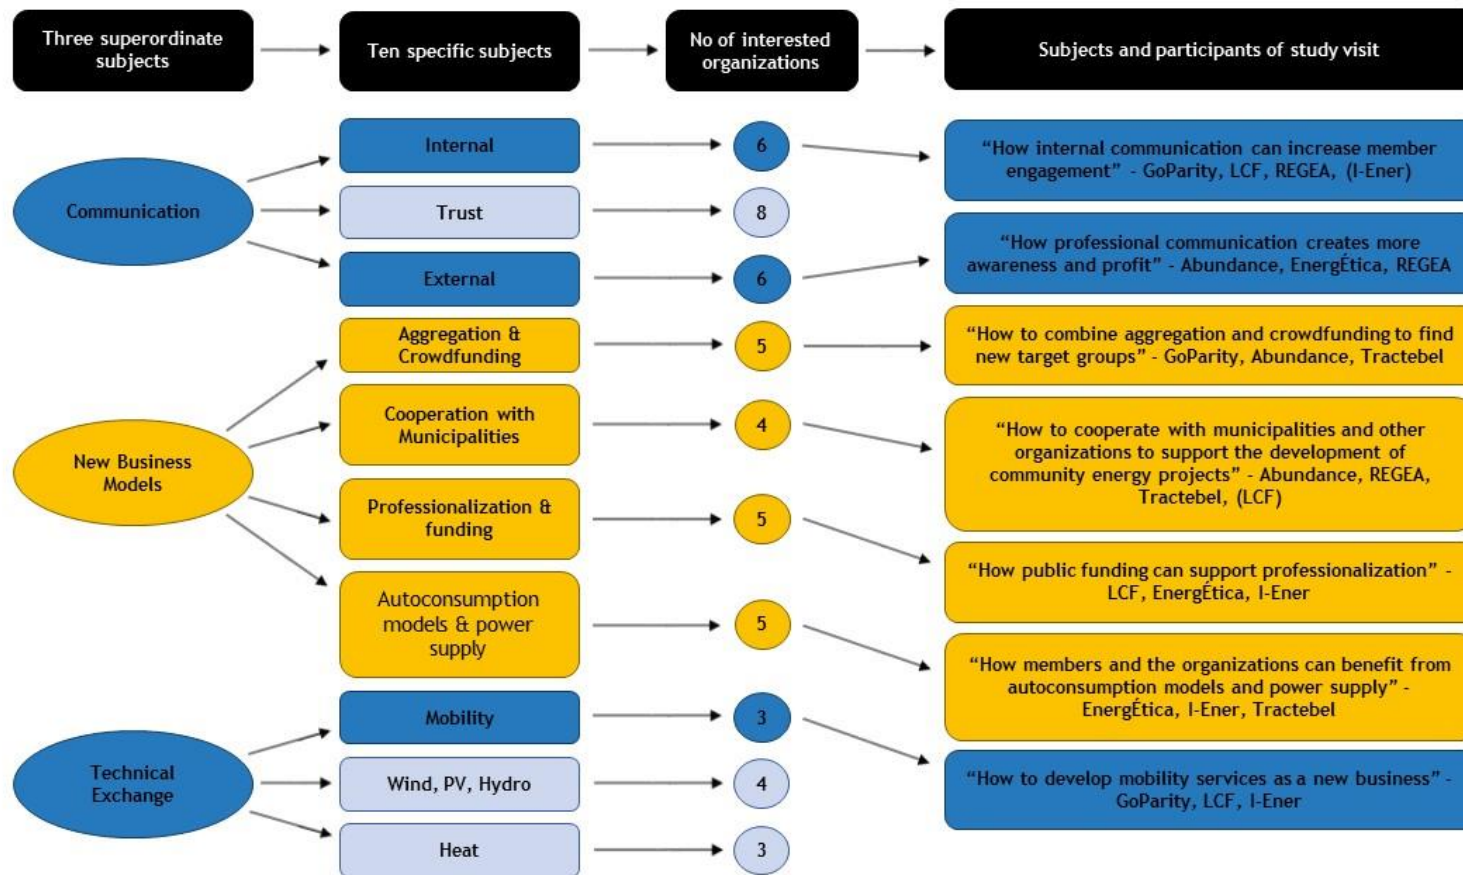 Three superordinate
subjects
Ten specific subjects
No of interested
organizations
Subjects and participants of study visit
Communication
Internal
6
“How internal communication can increase member
engagement” - GoParity, LCF, REGEA, (I-Ener)
Trust
8
External
6
“How professional communication creates more
awareness and profit” - Abundance, EnergÉtica, REGEA
New Business
Models
Aggregation &
Crowdfunding
5
“How to combine aggregation and crowdfunding to find
new target groups” - GoParity, Abundance, Tractebel
Cooperation with
Municipalities
4
“How to cooperate with municipalities and other
organizations to support the development of
community energy projects” - Abundance, REGEA,
Tractebel, (LCF)
Professionalization &
funding
5
“How public funding can support professionalization” -
LCF, EnergÉtica, I-Ener
Autoconsumption
models & power
supply
5
“How members and the organizations can benefit from
autoconsumption models and power supply” -
EnergÉtica, I-Ener, Tractebel
Technical
Exchange
Mobility
3
“How to develop mobility services as a new business” -
GoParity, LCF, I-Ener
Wind, PV, Hydro
4
Heat
3